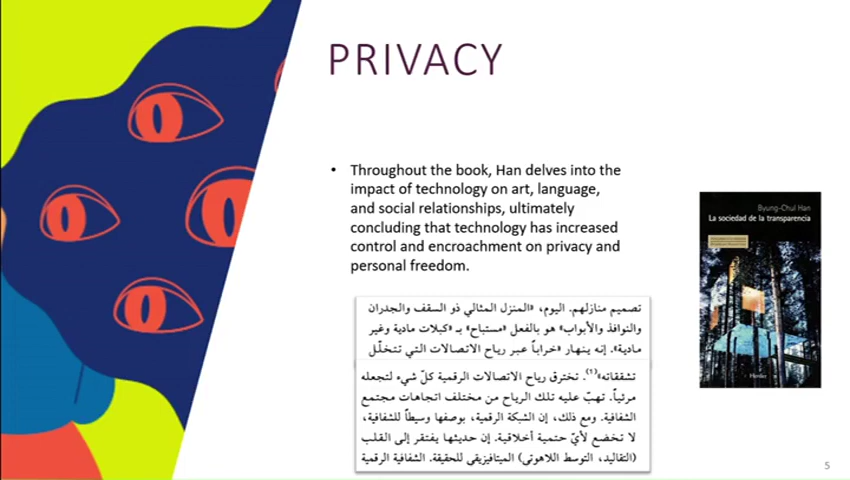 PRIVACY
• Throughout the book, Han delves into the
impact of technology on art, language,
and social relationships, ultimately
concluding that technology has increased
control and encroachment on privacy and
personal freedom.
Byung-Chul Han
La sociedad de la transparencia
Herder
تصميم منازلهم. اليوم، «المنزل المثالي ذو السقف والجدران
والنوافذ والأبواب» هو بالفعل «مستباح» بـ «كبلات مادية وغير
مادية». إنه ينهار «خراباً عبر رياح الاتصالات التي تتخلّل
تشققاته»(٢). تخترق رياح الاتصالات الرقمية كلّ شيء لتجعله
مرئياً. تهبّ عليه تلك الرياح من مختلف اتجاهات مجتمع
الشفافية. ومع ذلك، إن الشبكة الرقمية، بوصفها وسيطاً للشفافية،
لا تخضع لأيّ حتمية أخلاقية. إن حديثها يفتقر إلى القلب
(التقاليد، التوسط اللاهوتي) الميتافيزيقي للحقيقة. الشفافية الرقمية
5